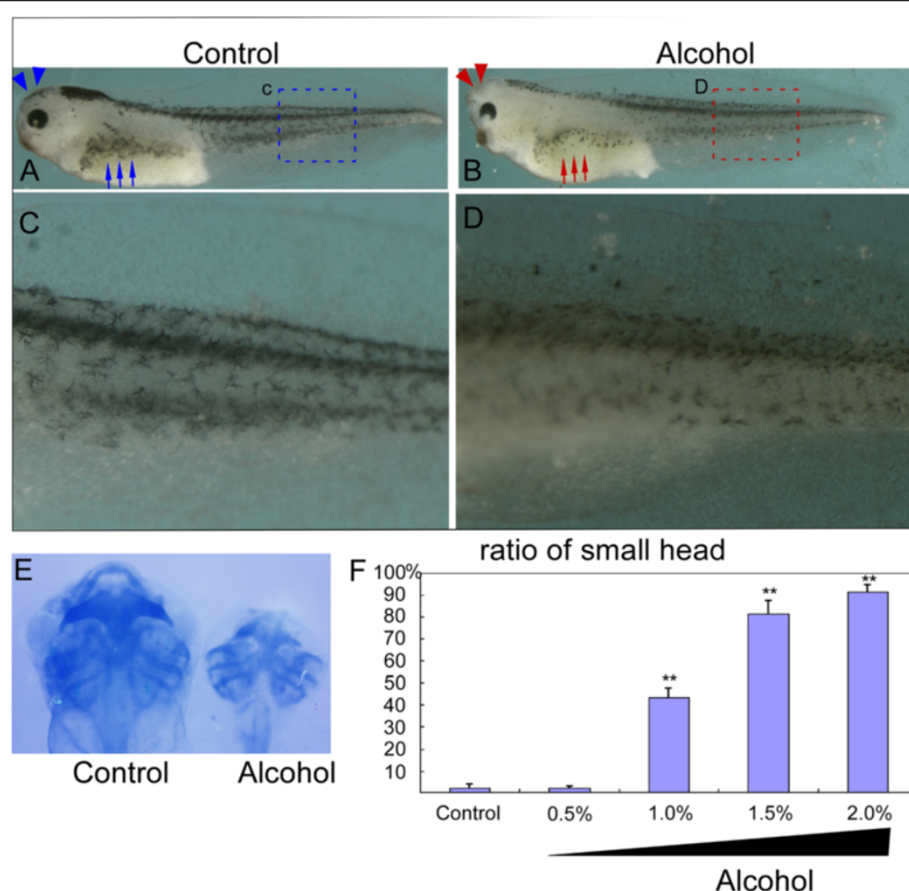 Control
Alcohol
C
D
A
B
C
D
E
Control
Alcohol
F
ratio of small head
100%
90
80
70
60
50
40
30
20
10
**
**
**
Control
0.5%
1.0%
1.5%
2.0%
Alcohol